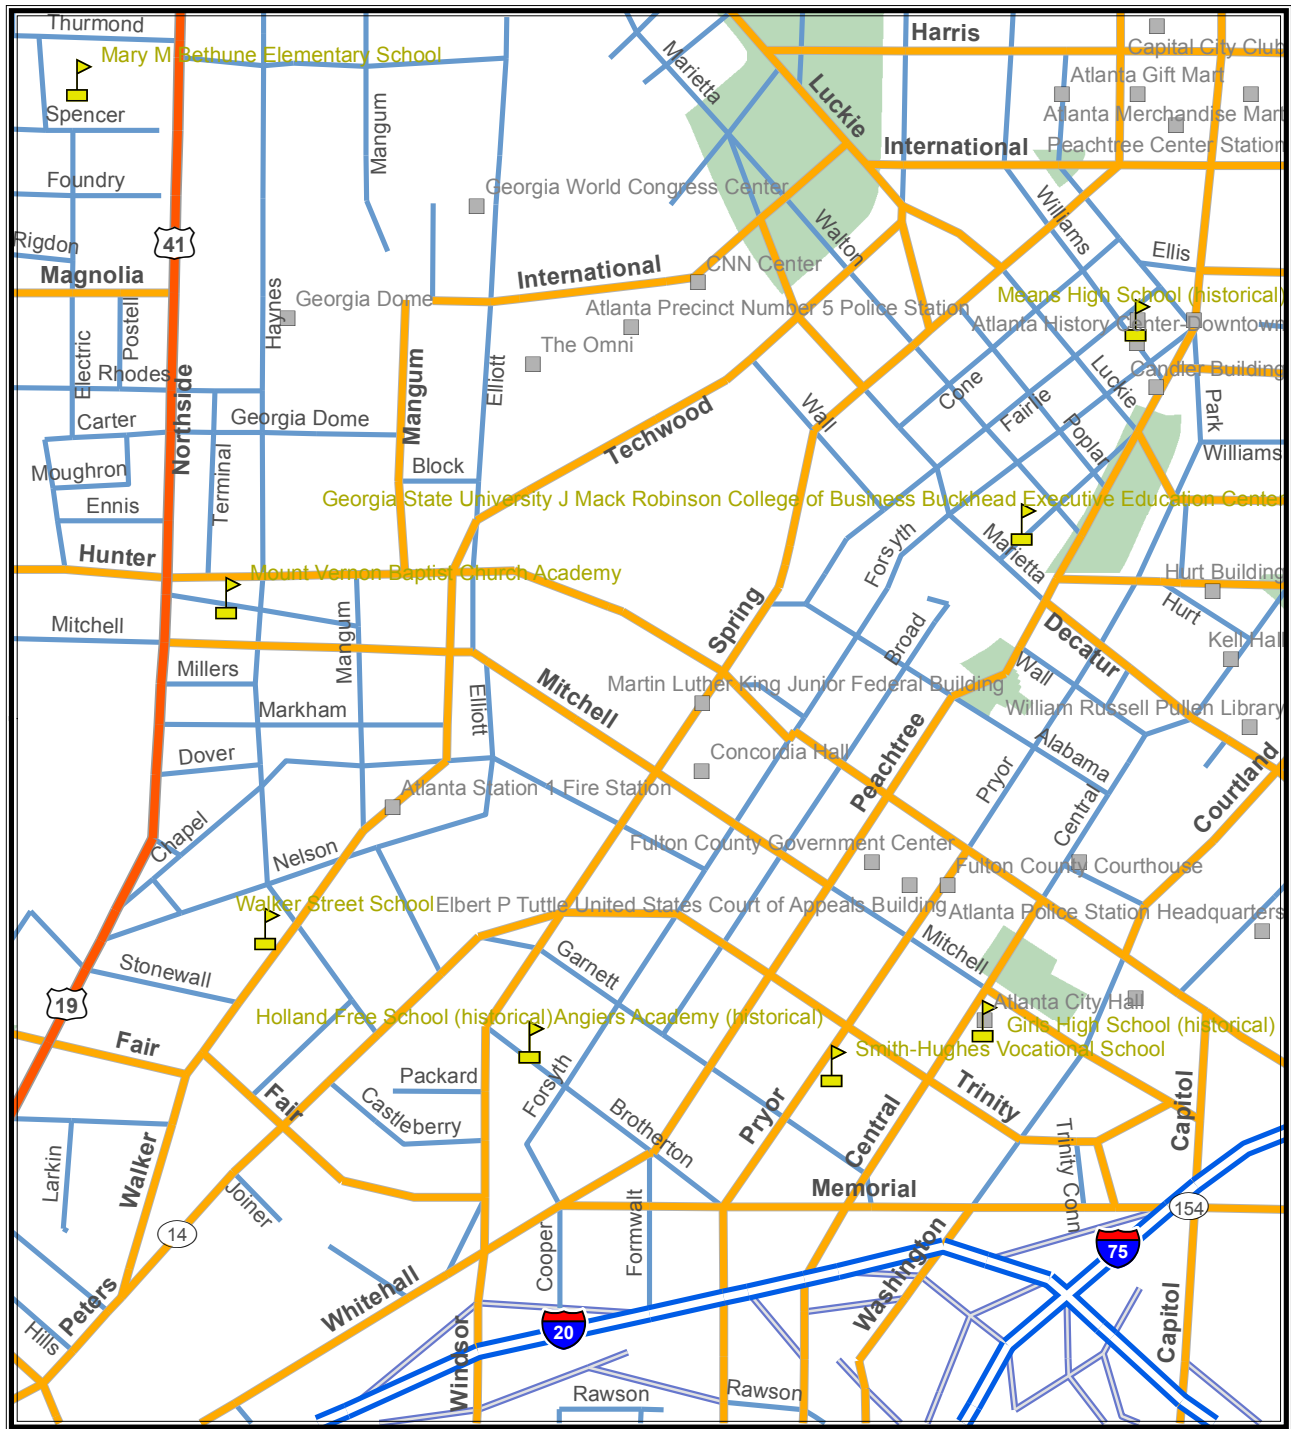 Thurmond
Harris
Capital City Club
Mary M Bethune Elementary School
Marietta
Atlanta Gift Mart
Luckie
Spencer
Mangum
Atlanta Merchandise Mart
International
Peachtree Center Station
Foundry
Georgia World Congress Center
Williams
Walton
Rigdon
41
Ellis
Magnolia
International
CNN Center
Means High School (historical)
Georgia Dome
Haynes
Postell
Atlanta Precinct Number 5 Police Station
Atlanta History Center-Downtown
The Omni
Electric
Rhodes
Elliott
Candler Building
Luckie
Cone
Mangum
Northside
Fairlie
Park
Wall
Carter
Georgia Dome
Techwood
Poplar
Williams
Moughron
Block
Terminal
Georgia State University J Mack Robinson College of Business Buckhead Executive Education Center
Ennis
Forsyth
Marietta
Hunter
Mount Vernon Baptist Church Academy
Hurt Building
Hurt
Spring
Mitchell
Broad
Kell Hall
Decatur
Mangum
Millers
Wall
Martin Luther King Junior Federal Building
Mitchell
Elliott
William Russell Pullen Library
Markham
Peachtree
Alabama
Dover
Concordia Hall
Pryor
Courtland
Atlanta Station 1 Fire Station
Central
Chapel
Nelson
Fulton County Government Center
Fulton County Courthouse
Walker Street School
Elbert P Tuttle United States Court of Appeals Building
Atlanta Police Station Headquarters
Mitchell
Garnett
Stonewall
19
Atlanta City Hall
Holland Free School (historical)
Angiers Academy (historical)
Girls High School (historical)
Fair
Smith-Hughes Vocational School
Packard
Forsyth
Trinity
Fair
Castleberry
Brotherton
Pryor
Central
Capitol
Trinity Conn
Larkin
Walker
Joiner
Memorial
Formwalt
154
14
Cooper
Washington
75
Peters
Whitehall
Hills
20
Windsor
Capitol
Rawson
Rawson